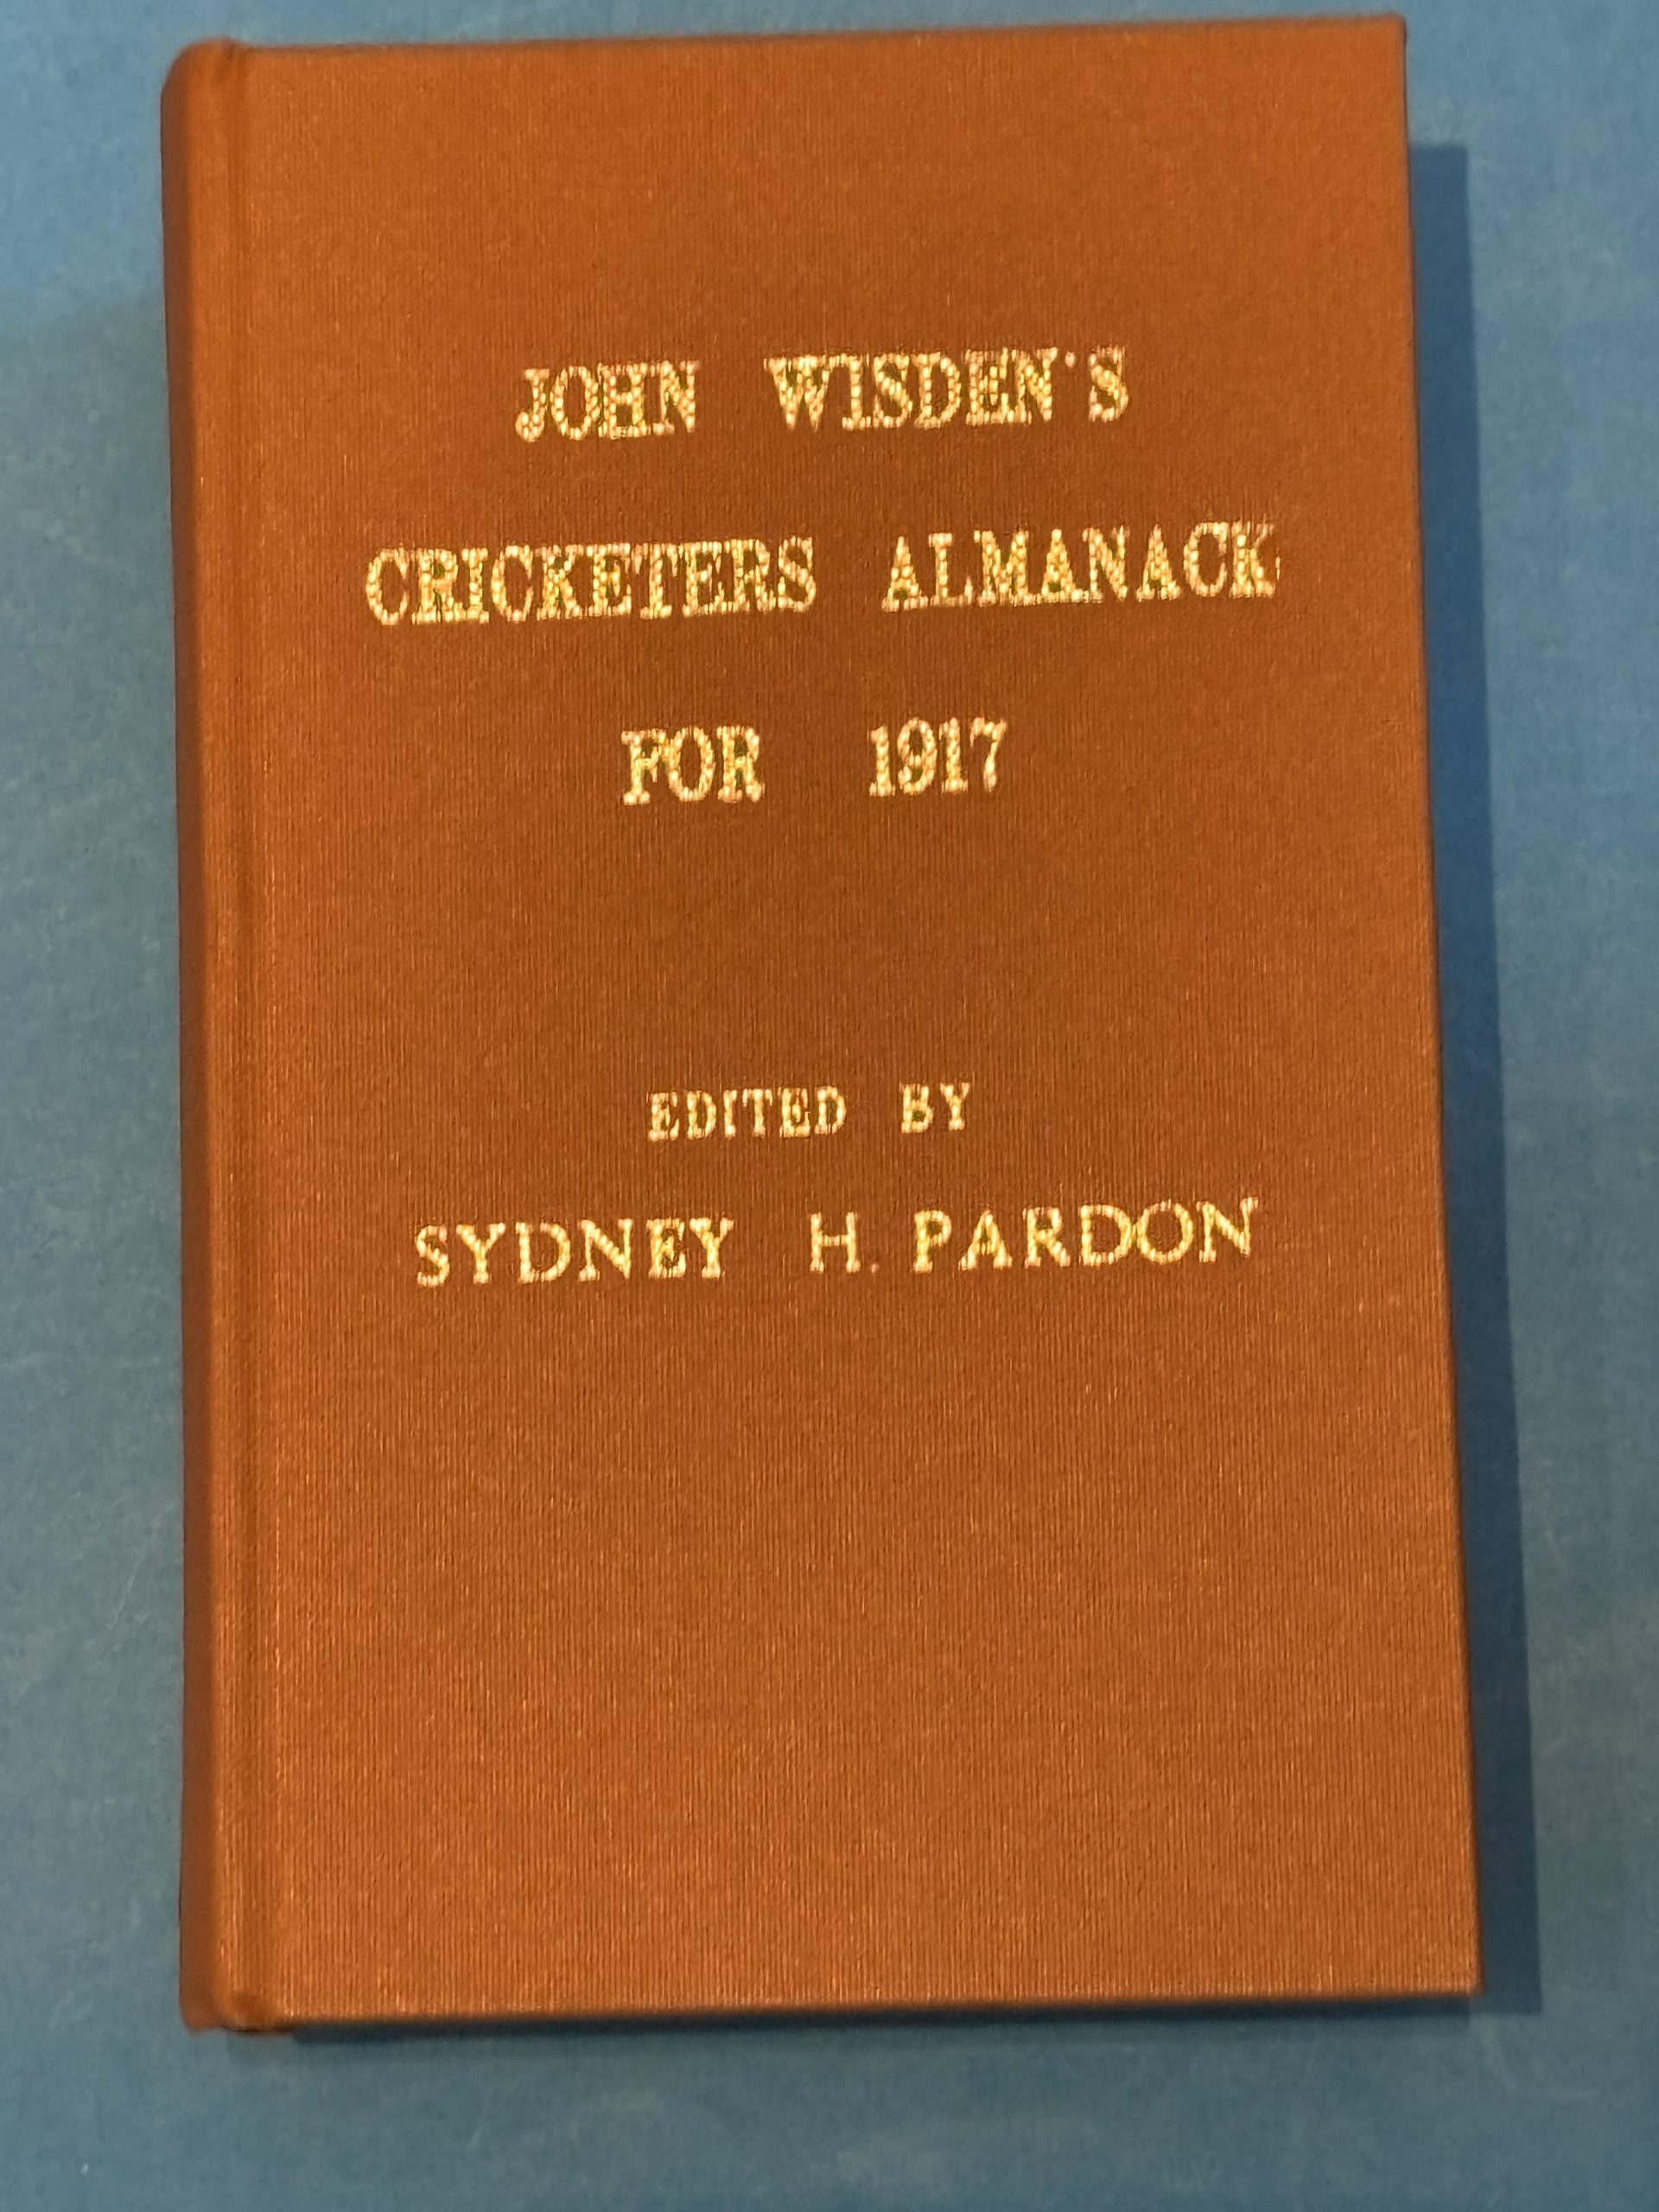 JOHN WISDEN'S
CRICKETERS ALMANACK
FOR 1917
EDITED BY
SYDNEY H. PARDON